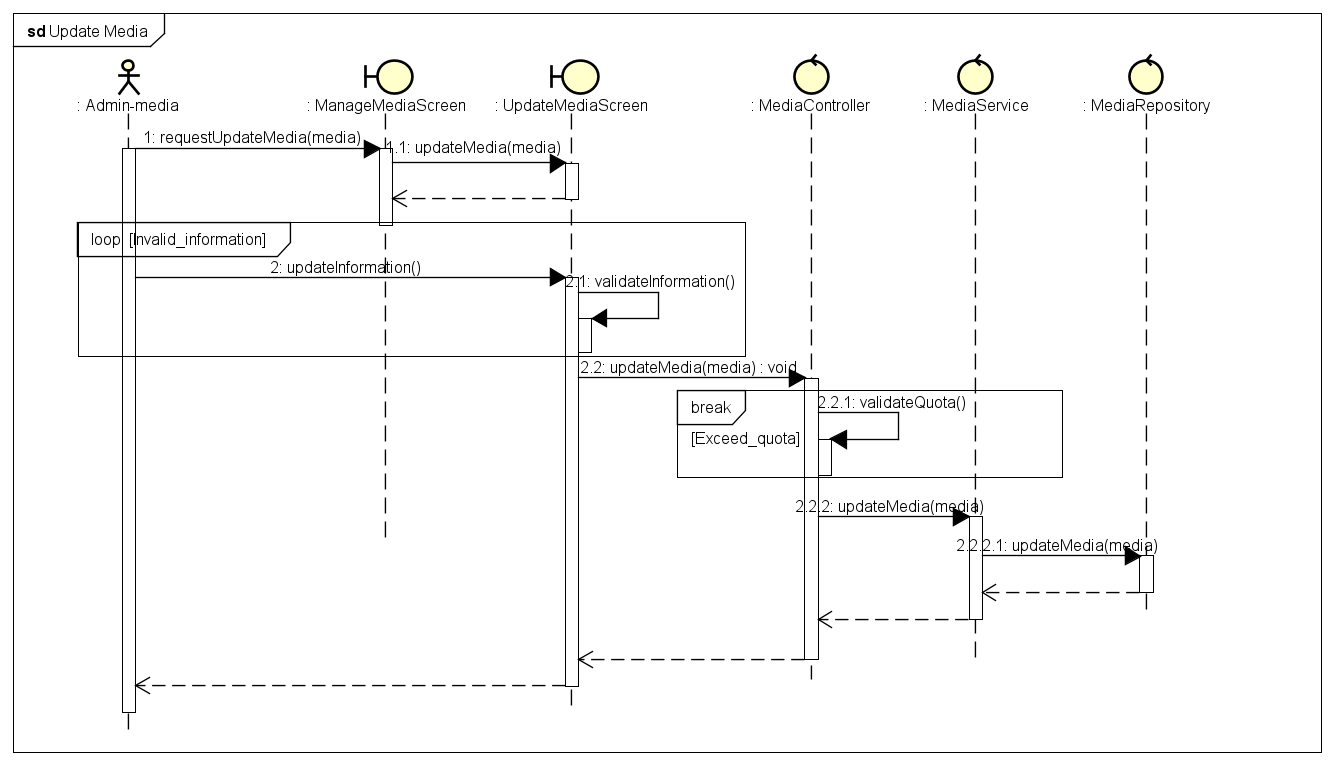 sd Update Media
: Admin-media
: ManageMediaScreen
: UpdateMediaScreen
: MediaController
: MediaService
: MediaRepository
1: requestUpdateMedia(media)
1.1: updateMedia(media)
loop [Invalid_information]
2: updateInformation()
2.1: validateInformation()
2.2: updateMedia(media) : void
break
2.2.1: validateQuota()
[Exceed_quota]
2.2.2: updateMedia(media)
2.2.2.1: updateMedia(media)